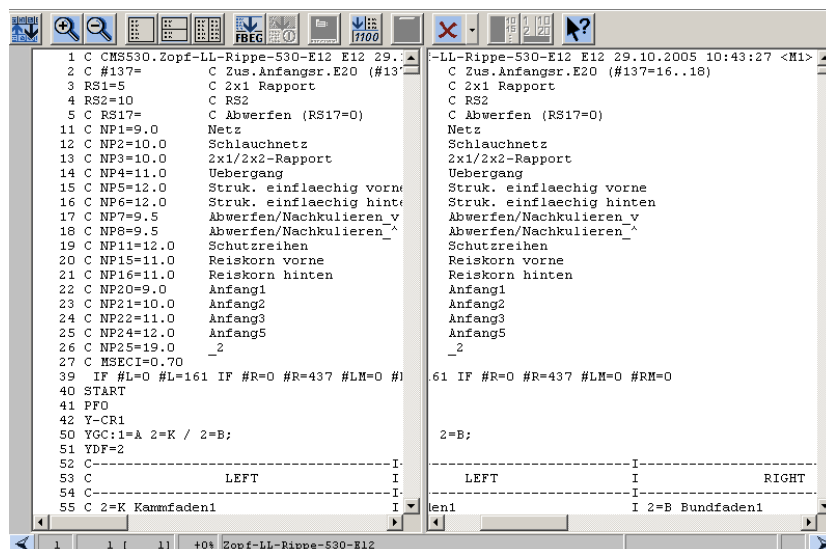 FBEG
1100
1 C CMS530.Zopf-LL-Rippe-530-E12 E12 29.
2 C #137= C Zus.Anfangsr.E20 (#13
3 RS1=5 C 2x1 Rapport
4 RS2=10 C RS2
5 C RS17= C Abwerfen (RS17=0)
11 C NP1=9.0 Netz
12 C NP2=10.0 Schlauchnetz
13 C NP3=10.0 2x1/2x2-Rapport
14 C NP4=11.0 Uebergang
15 C NP5=12.0 Struk. einflaechig vorne
16 C NP6=12.0 Struk. einflaechig hinte
17 C NP7=9.5 Abwerfen/Nachkulieren_v
18 C NP8=9.5 Abwerfen/Nachkulieren_^
19 C NP11=12.0 Schutzreihen
20 C NP15=11.0 Reiskorn vorne
21 C NP16=11.0 Reiskorn hinten
22 C NP20=9.0 Anfang1
23 C NP21=10.0 Anfang2
24 C NP22=11.0 Anfang3
25 C NP24=12.0 Anfang5
26 C NP25=19.0 _2
27 C MSECI=0.70
39 IF #L=0 #L=161 IF #R=0 #R=437 #LM=0
40 START
41 PF0
42 Y-CR1
50 YGC:1=A 2=K / 2=B;
51 YDF=2
52 C-----------------------------------------I-
53 C LEFT I
54 C-----------------------------------------I-
55 C 2=K Kammfaden1 I
-LL-Rippe-530-E12 E12 29.10.2005 10:43:27 <M1>
C Zus.Anfangsr.E20 (#137=16..18)
C 2x1 Rapport
C RS2
C Abwerfen (RS17=0)
Netz
Schlauchnetz
2x1/2x2-Rapport
Uebergang
Struk. einflaechig vorne
Struk. einflaechig hinten
Abwerfen/Nachkulieren_v
Abwerfen/Nachkulieren_^
Schutzreihen
Reiskorn vorne
Reiskorn hinten
Anfang1
Anfang2
Anfang3
Anfang5
_2
61 IF #R=0 #R=437 #LM=0 #RM=0
2=B;
----------------------------I-------------------------
LEFT I RIGHT
----------------------------I-------------------------
en1 I 2=B Bundfaden1
1 1 [ 1] +0% Zopf-LL-Rippe-530-E12